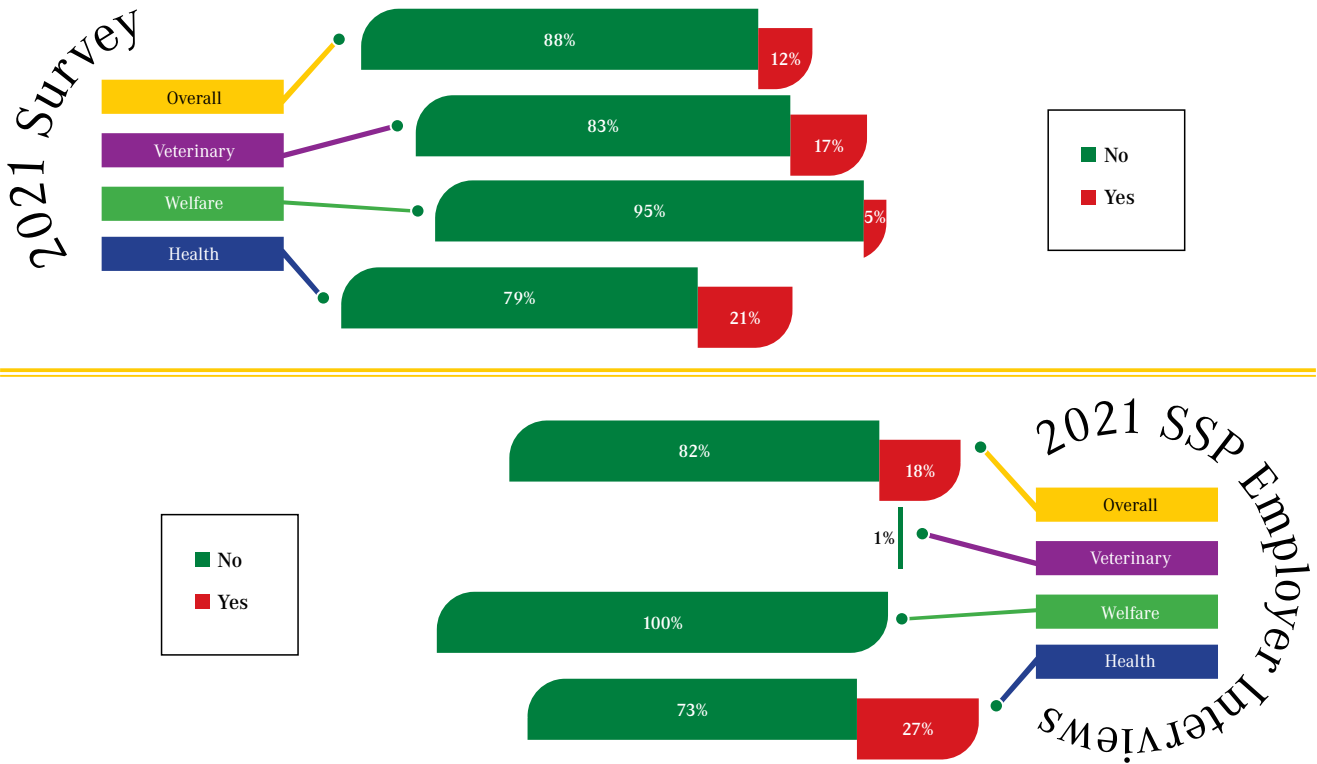 2021 Survey
Overall
88%
12%
Veterinary
83%
17%
Welfare
95%
5%
Health
79%
21%
No
Yes
2021 SSP Employer Interviews
82%
18%
Overall
1%
Veterinary
100%
Welfare
73%
27%
Health
No
Yes